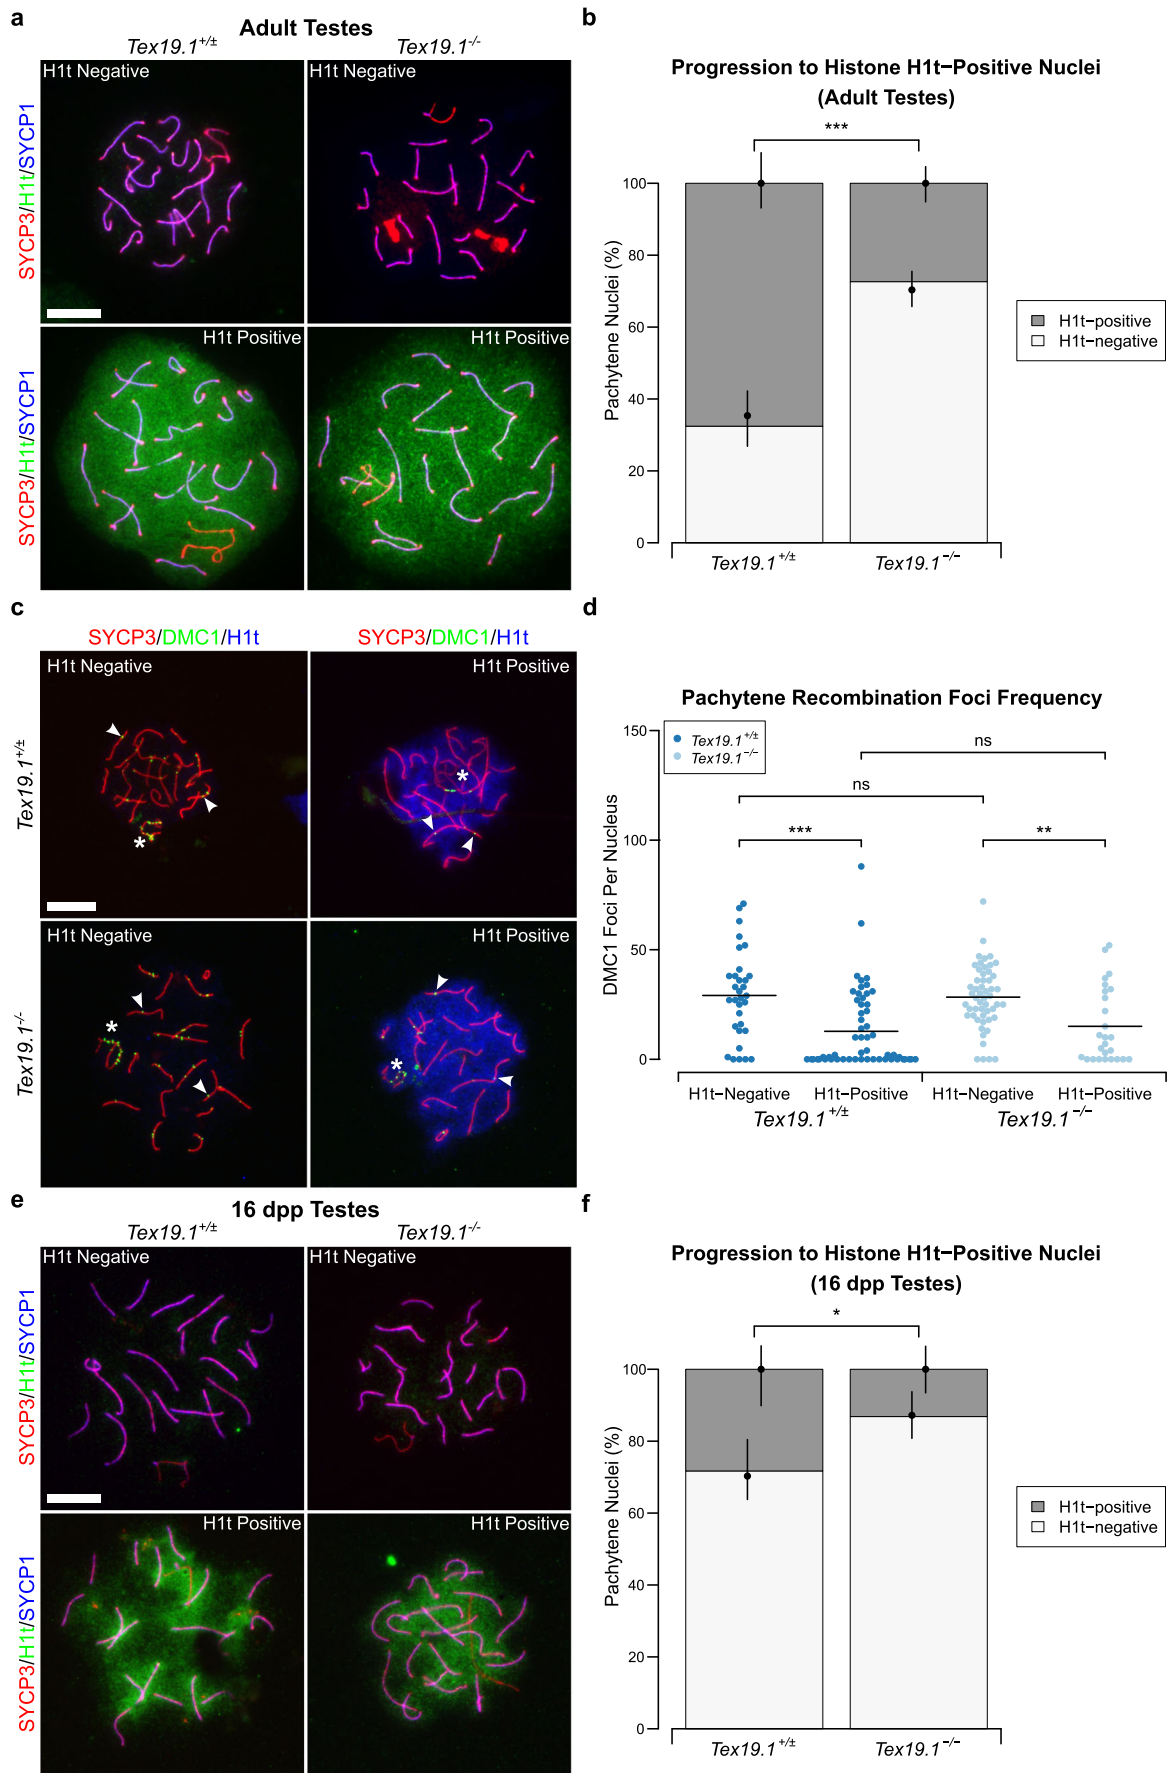 a
Adult Testes
Tex19.1+/± Tex19.1-/-
SYCP3/H1t/SYCP1
H1t Negative
H1t Negative
SYCP3/H1t/SYCP1
H1t Positive
H1t Positive
b
Progression to Histone H1t−Positive Nuclei
(Adult Testes)
***
Pachytene Nuclei (%)
100
80
60
40
20
0
Tex19.1+/± Tex19.1−/−
H1t−positive
H1t−negative
c
SYCP3/DMC1/H1t SYCP3/DMC1/H1t
Tex19.1+/±
H1t Negative
*
H1t Positive
*
Tex19.1-/-
H1t Negative
*
H1t Positive
*
d
Pachytene Recombination Foci Frequency
Tex19.1+/±
Tex19.1−/−
DMC1 Foci Per Nucleus
150
100
50
0
ns
ns
***
**
H1t−Negative H1t−Positive H1t−Negative H1t−Positive
Tex19.1+/± Tex19.1−/−
e
16 dpp Testes
Tex19.1+/± Tex19.1-/-
SYCP3/H1t/SYCP1
H1t Negative
H1t Negative
SYCP3/H1t/SYCP1
H1t Positive
H1t Positive
f
Progression to Histone H1t−Positive Nuclei
(16 dpp Testes)
*
Pachytene Nuclei (%)
100
80
60
40
20
0
Tex19.1+/± Tex19.1−/−
H1t−positive
H1t−negative